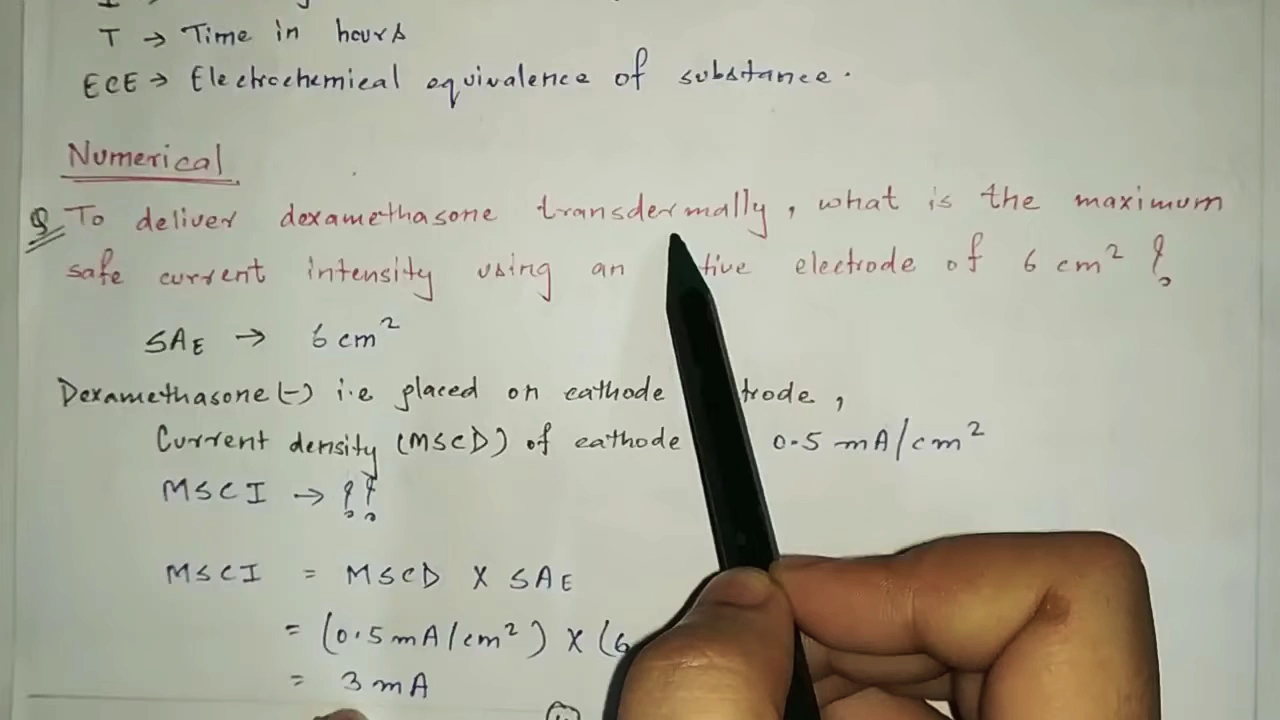 T → Time in hours
ECE → Electrochemical equivalence of substance.
Numerical
Q To deliver dexamethasone transdermally, what is the maximum
safe current intensity using an tive electrode of 6 cm² ?
SAE → 6 cm²
Dexamethasone (-) i.e placed on cathode trode,
Current density (MSCD) of cathode 0.5 mA/cm²
MSCI → ??
MSCI = MSCD X SAE
= (0.5 mA/cm²) X (6
= 3 mA